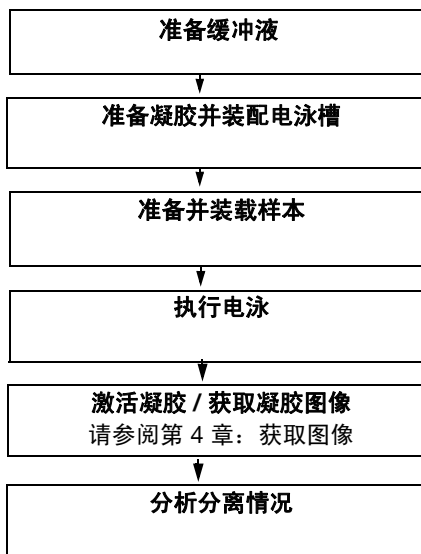 准备缓冲液
准备凝胶并装配电泳槽
准备并装载样本
执行电泳
激活凝胶 / 获取凝胶图像
请参阅第 4 章：获取图像
分析分离情况